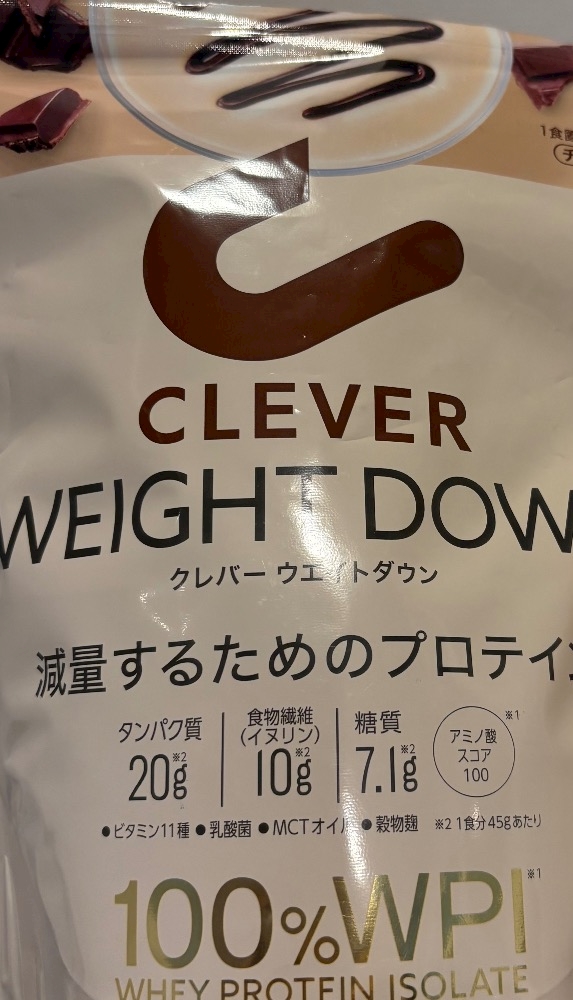 1食
CLEVER
WEIGHT DOW
クレバー ウエイトダウン
減量するためのプロテイ
タンパク質
20g※2
食物繊維
(イヌリン)
10g※2
糖質
7.1g※2
アミノ酸
スコア
100
※1
●ビタミン11種 ●乳酸菌 ●MCTオイル ●穀物麹 ※2 1食分45gあたり
100%WPI※1
WHEY PROTEIN ISOLATE